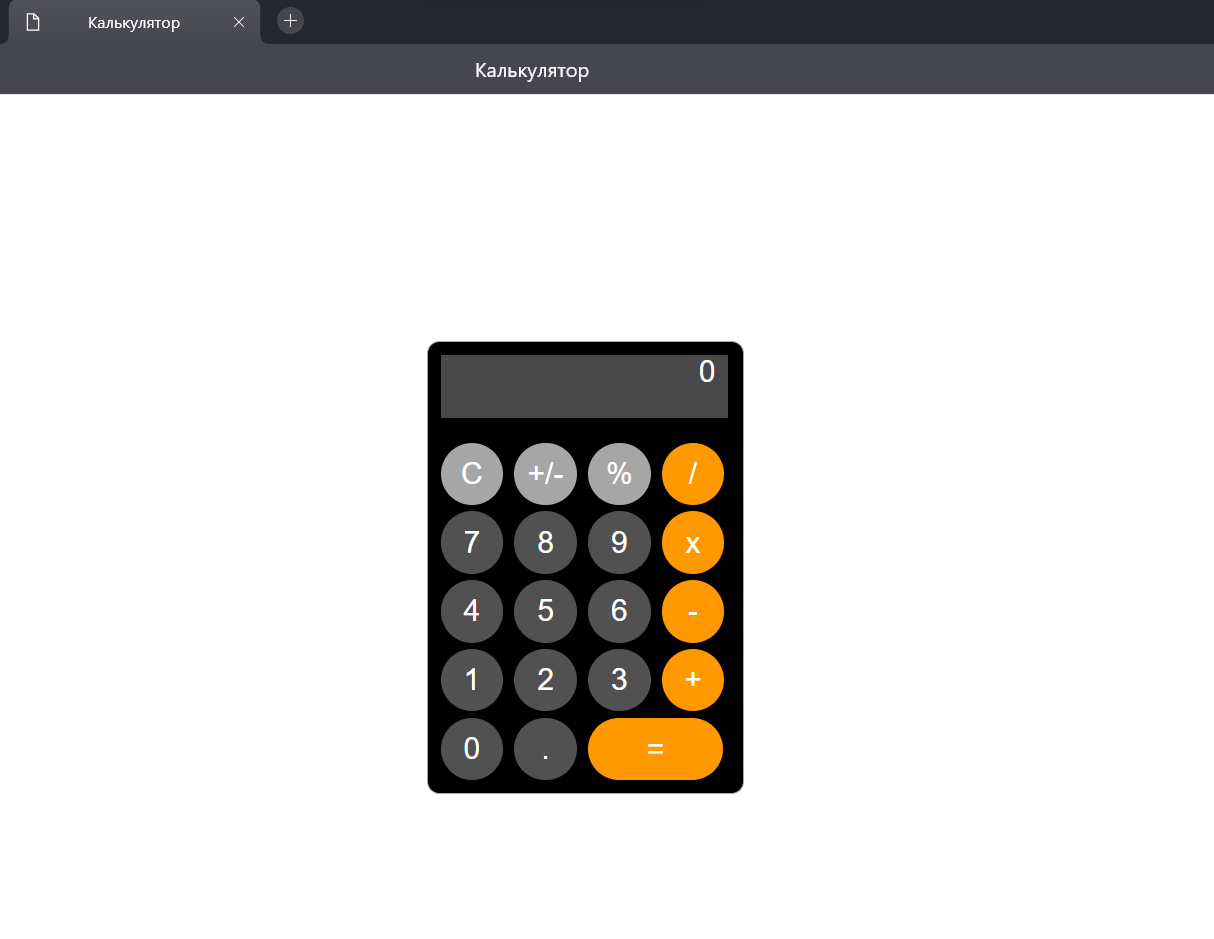 Калькулятор
Калькулятор
0
C +/- % /
7 8 9 x
4 5 6 -
1 2 3 +
0 . =